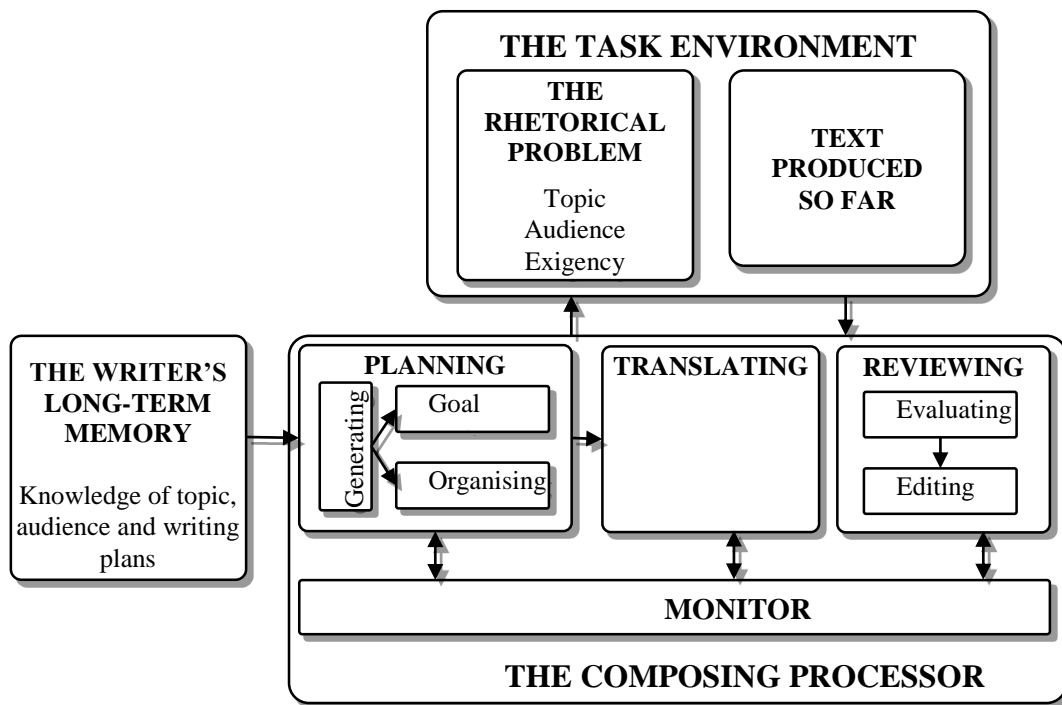 THE TASK ENVIRONMENT
THE
RHETORICAL
PROBLEM
Topic
Audience
Exigency
TEXT
PRODUCED
SO FAR
THE WRITER’S
LONG-TERM
MEMORY
Knowledge of topic,
audience and writing
plans
PLANNING
Generating
Goal
Organising
TRANSLATING
REVIEWING
Evaluating
Editing
MONITOR
THE COMPOSING PROCESSOR